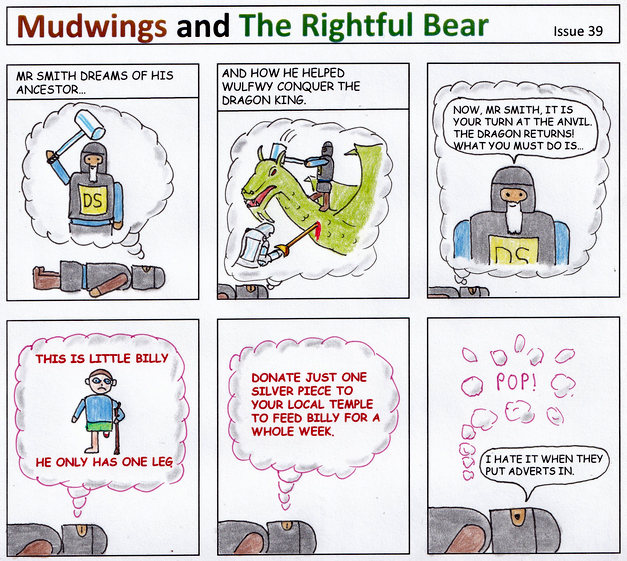 Mudwings and The Rightful Bear
Issue 39
MR SMITH DREAMS OF HIS
ANCESTOR...
DS
AND HOW HE HELPED
WULFWY CONQUER THE
DRAGON KING.
NOW, MR SMITH, IT IS
YOUR TURN AT THE ANVIL.
THE DRAGON RETURNS!
WHAT YOU MUST DO IS...
DS
THIS IS LITTLE BILLY
HE ONLY HAS ONE LEG
DONATE JUST ONE
SILVER PIECE TO
YOUR LOCAL TEMPLE
TO FEED BILLY FOR A
WHOLE WEEK.
POP!
I HATE IT WHEN THEY
PUT ADVERTS IN.